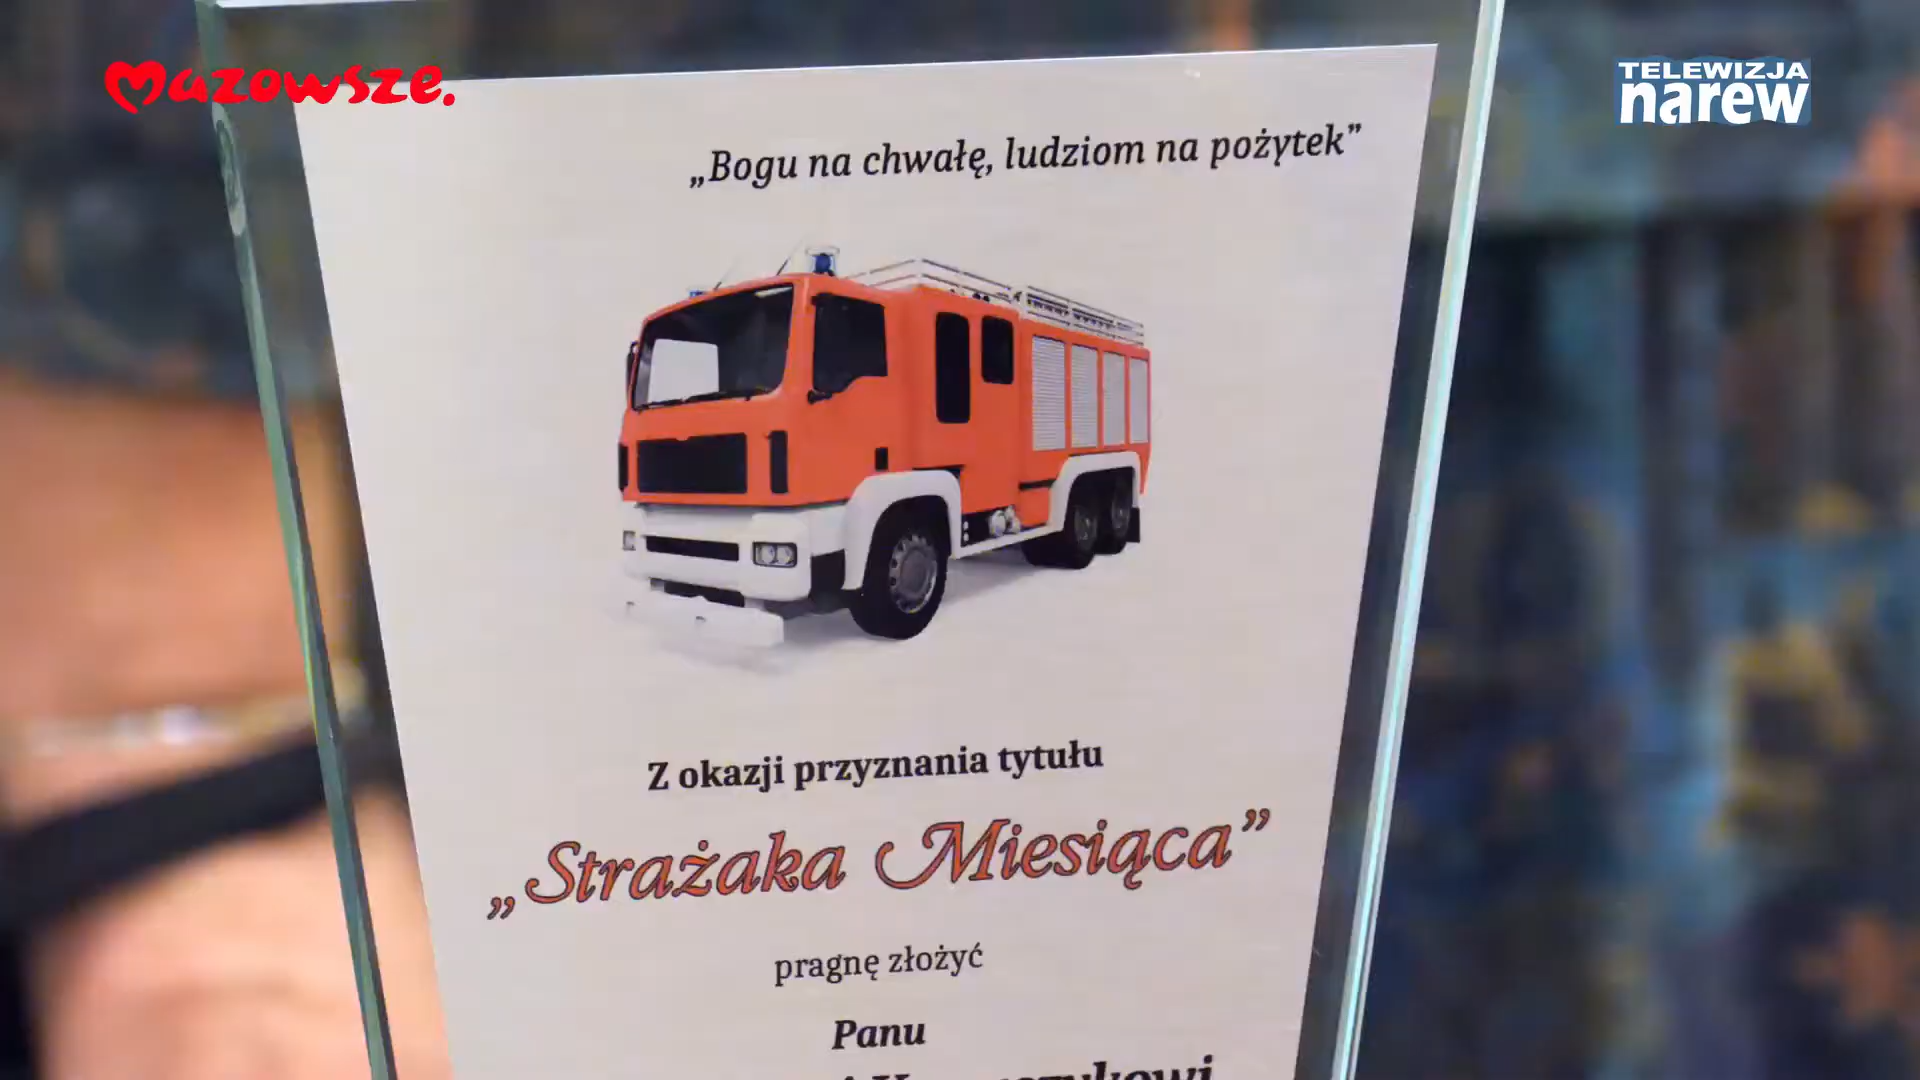 Mazowsze.
TELEWIZJA
narew
„Bogu na chwałę, ludziom na pożytek”
Z okazji przyznania tytułu
„Strażaka Miesiąca”
pragnę złożyć
Panu